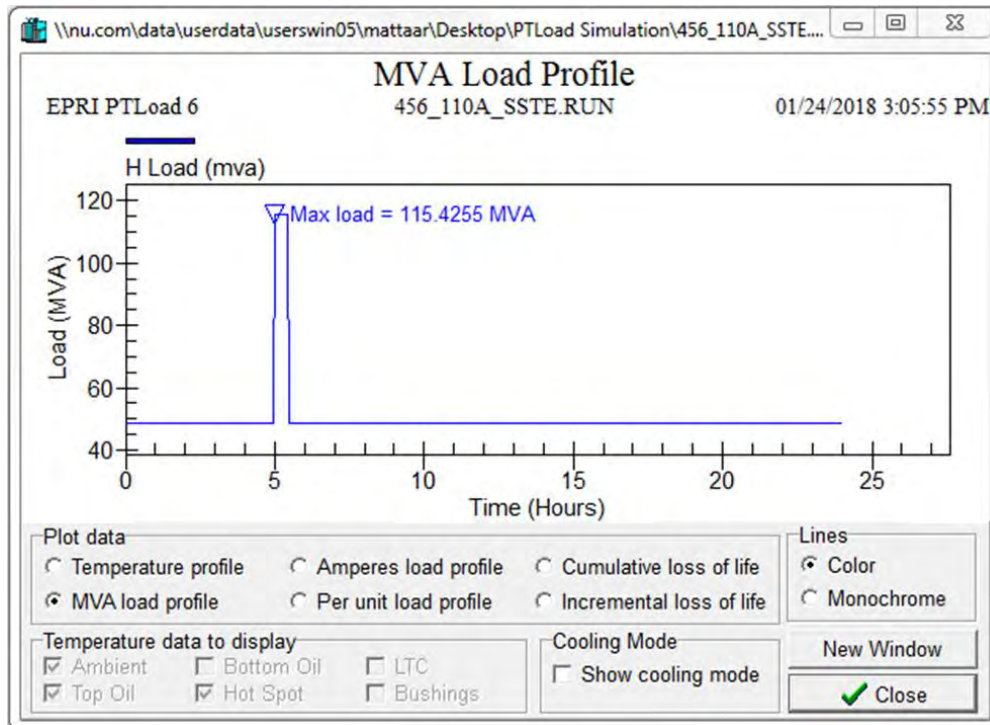 \\nu.com\data\userdata\userswin05\mattaar\Desktop\PTLoad Simulation\456_110A_SSTE....
MVA Load Profile
EPRI PTLoad 6
456_110A_SSTE.RUN
01/24/2018 3:05:55 PM
H Load (mva)
Max load = 115.4255 MVA
Load (MVA)
120
100
80
60
40
0
5
10
15
20
25
Time (Hours)
Plot data
Temperature profile
Amperes load profile
Cumulative loss of life
MVA load profile
Per unit load profile
Incremental loss of life
Lines
Color
Monochrome
Temperature data to display
Ambient
Bottom Oil
LTC
Top Oil
Hot Spot
Bushings
Cooling Mode
Show cooling mode
New Window
Close